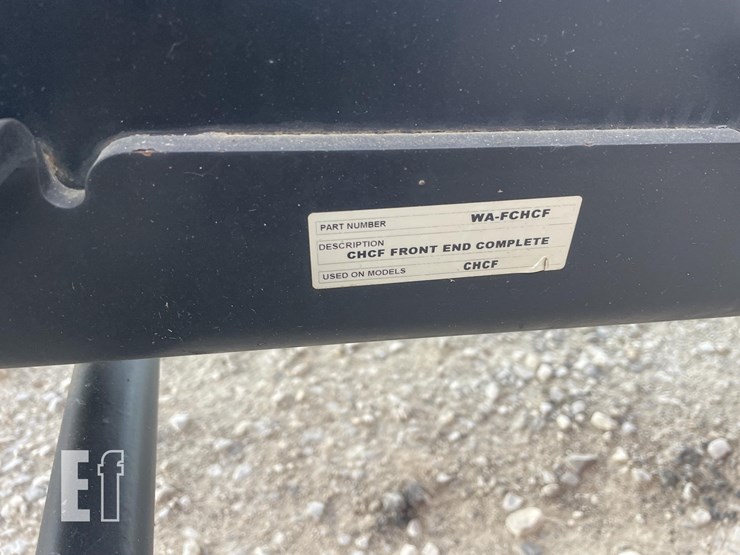 PART NUMBER WA-FCHCF
DESCRIPTION
CHCF FRONT END COMPLETE
USED ON MODELS CHCF
Ef